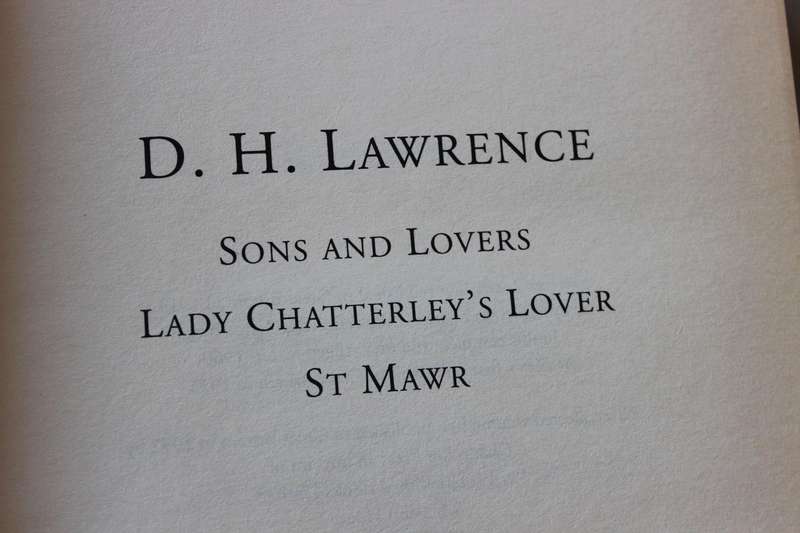 D. H. LAWRENCE
SONS AND LOVERS
LADY CHATTERLEY'S LOVER
ST MAWR